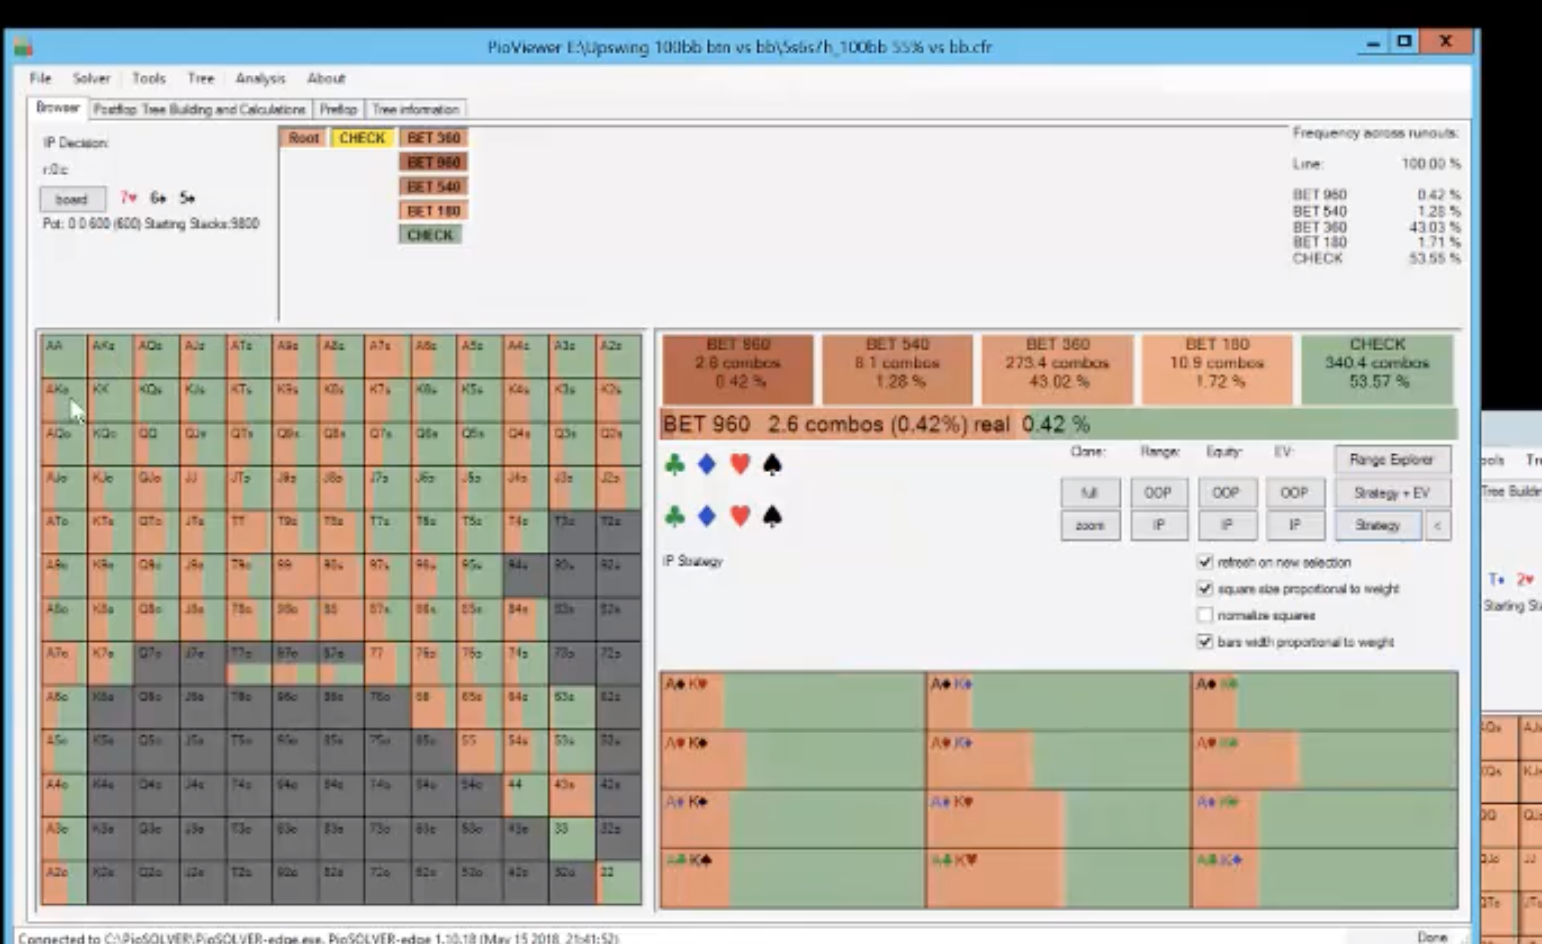 PioViewer E:\Upswing 100bb btn vs bb\5s6s7h_100bb 55% vs bb.cfr
File Solver Tools Tree Analysis About
Browser Postflop Tree Building and Calculations Preflop Tree information
IP Decision:
r:0:c
board 7♥ 6♠ 5♠
Pot: 0 0 600 (600) Starting Stacks:9800
Root CHECK BET 360
BET 960
BET 540
BET 180
CHECK
Frequency across runouts:
Line: 100.00 %
BET 960 0.42 %
BET 540 1.28 %
BET 360 43.03 %
BET 180 1.71 %
CHECK 53.55 %
AA AKs AQs AJs ATs A9s A8s A7s A6s A5s A4s A3s A2s
AKo KK KQs KJs KTs K9s K8s K7s K6s K5s K4s K3s K2s
AQo KQo QQ QJs QTs Q9s Q8s Q7s Q6s Q5s Q4s Q3s Q2s
AJo KJo QJo JJ JTs J9s J8s J7s J6s J5s J4s J3s J2s
ATo KTo QTo JTo TT T9s T8s T7s T6s T5s T4s T3s T2s
A9o K9o Q9o J9o T9o 99 98s 97s 96s 95s 94s 93s 92s
A8o K8o Q8o J8o T8o 98o 88 87s 86s 85s 84s 83s 82s
A7o K7o Q7o J7o T7o 97o 87o 77 76s 75s 74s 73s 72s
A6o K6o Q6o J6o T6o 96o 86o 76o 66 65s 64s 63s 62s
A5o K5o Q5o J5o T5o 95o 85o 75o 65o 55 54s 53s 52s
A4o K4o Q4o J4o T4o 94o 84o 74o 64o 54o 44 43s 42s
A3o K3o Q3o J3o T3o 93o 83o 73o 63o 53o 43o 33 32s
A2o K2o Q2o J2o T2o 92o 82o 72o 62o 52o 42o 32o 22
BET 960 BET 540 BET 360 BET 180 CHECK
2.6 combos 8.1 combos 273.4 combos 10.9 combos 340.4 combos
0.42 % 1.28 % 43.02 % 1.72 % 53.57 %
BET 960 2.6 combos (0.42%) real 0.42 %
♣ ♦ ♥ ♠
♣ ♦ ♥ ♠
Clone: Range: Equity: EV: Range Explorer
full OOP OOP OOP Strategy + EV
zoom IP IP IP Strategy <
IP Strategy
refresh on new selection
square size proportional to weight
normalize squares
bars width proportional to weight
A♠ K♥ A♠ K♦ A♠ K♣
A♥ K♠ A♥ K♦ A♥ K♣
A♦ K♠ A♦ K♥ A♦ K♣
A♣ K♠ A♣ K♥ A♣ K♦
Connected to C:\PioSOLVER\PioSOLVER-edge.exe, PioSOLVER-edge 1.10.18 (May 15 2018, 21:41:52)
Done
T♦ 2♥